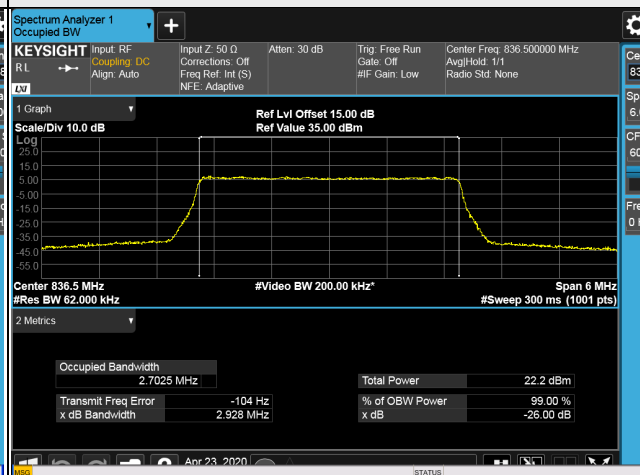 Spectrum Analyzer 1
Occupied BW
+
KEYSIGHT
R L
LXI
Input: RF
Coupling: DC
Align: Auto
Input Z: 50 Ω
Corrections: Off
Freq Ref: Int (S)
NFE: Adaptive
Atten: 30 dB
Trig: Free Run
Gate: Off
#IF Gain: Low
Center Freq: 836.500000 MHz
Avg|Hold: 1/1
Radio Std: None
1 Graph
Scale/Div 10.0 dB
Ref Lvl Offset 15.00 dB
Ref Value 35.00 dBm
Log
25.0
15.0
5.00
-5.00
-15.0
-25.0
-35.0
-45.0
-55.0
Center 836.5 MHz
#Res BW 62.000 kHz
#Video BW 200.00 kHz*
Span 6 MHz
#Sweep 300 ms (1001 pts)
2 Metrics
Occupied Bandwidth
2.7025 MHz
Transmit Freq Error -104 Hz
x dB Bandwidth 2.928 MHz
Total Power 22.2 dBm
% of OBW Power 99.00 %
x dB -26.00 dB
Apr 23, 2020
MSG
STATUS